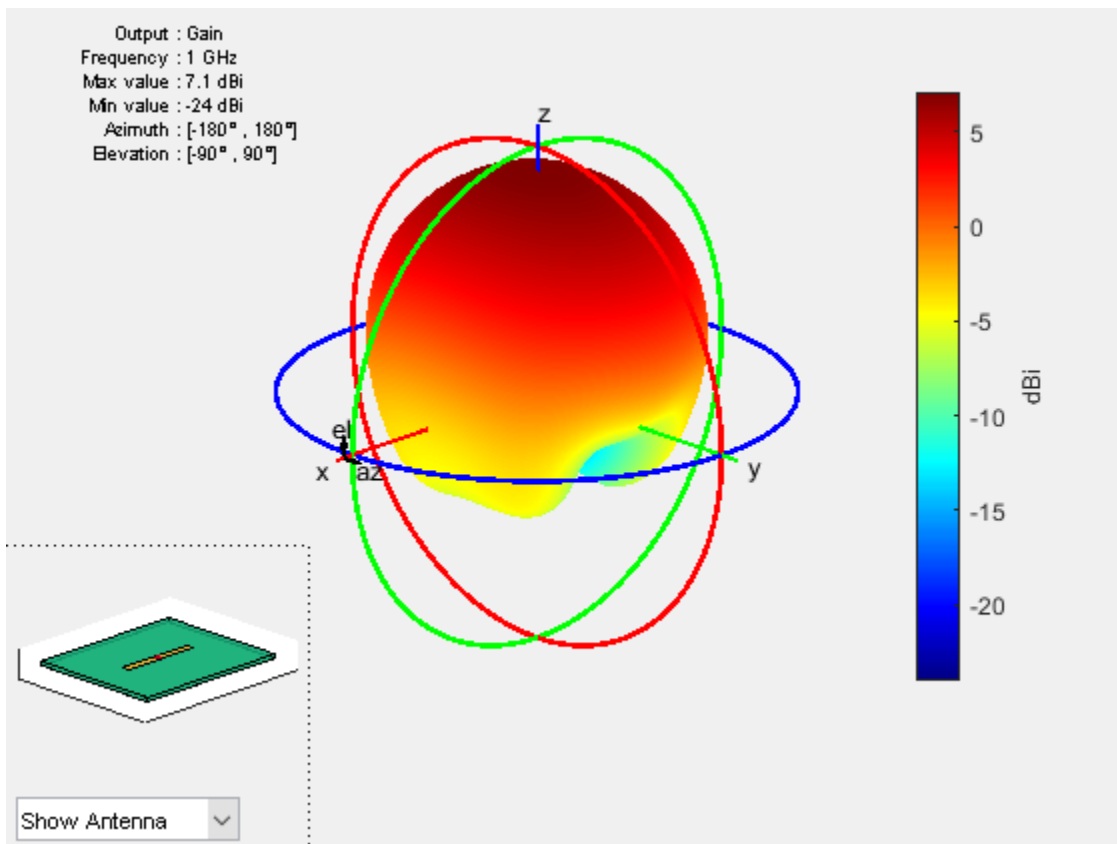 Output : Gain
Frequency : 1 GHz
Max value : 7.1 dBi
Min value : -24 dBi
Azimuth : [-180° , 180°]
Elevation : [-90° , 90°]
z
5
0
-5
-10
-15
-20
dBi
el
x
az
y
Show Antenna